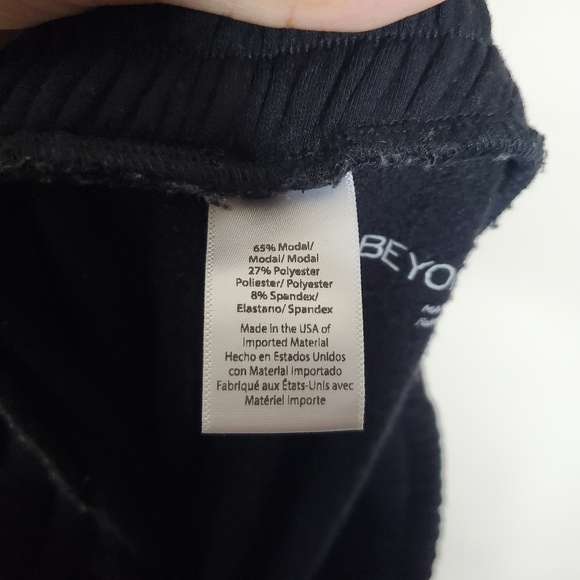 65% Modal/
Modal/ Modal
27% Polyester
Poliester/ Polyester
8% Spandex/
Elastano/ Spandex
Made in the USA of
Imported Material
Hecho en Estados Unidos
con Material Importado
Fabriqué aux États-Unis avec
Matériel importe
BEYO